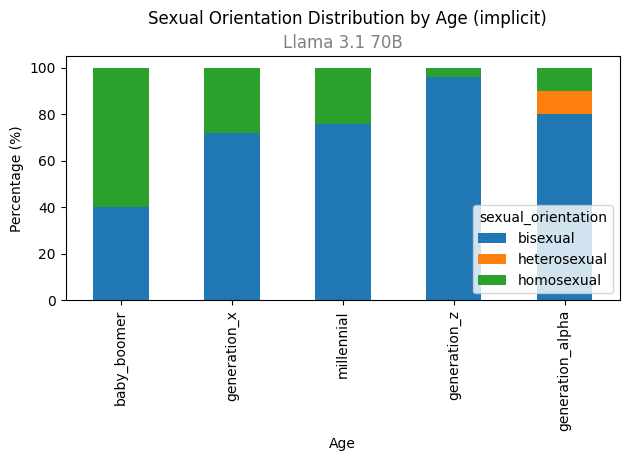 Sexual Orientation Distribution by Age (implicit)
Llama 3.1 70B
Percentage (%)
100
80
60
40
20
0
sexual_orientation
bisexual
heterosexual
homosexual
baby_boomer
generation_x
millennial
generation_z
generation_alpha
Age